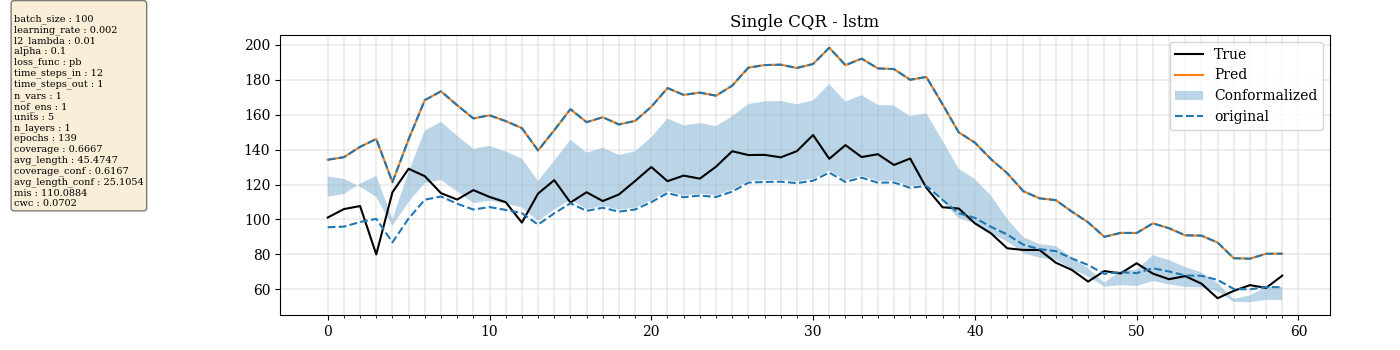 batch_size : 100
learning_rate : 0.002
l2_lambda : 0.01
alpha : 0.1
loss_func : pb
time_steps_in : 12
time_steps_out : 1
n_vars : 1
nof_ens : 1
units : 5
n_layers : 1
epochs : 139
coverage : 0.6667
avg_length : 45.4747
coverage_conf : 0.6167
avg_length_conf : 25.1054
mis : 110.0884
cwc : 0.0702
Single CQR - lstm
200
180
160
140
120
100
80
60
0 10 20 30 40 50 60
True
Pred
Conformalized
original